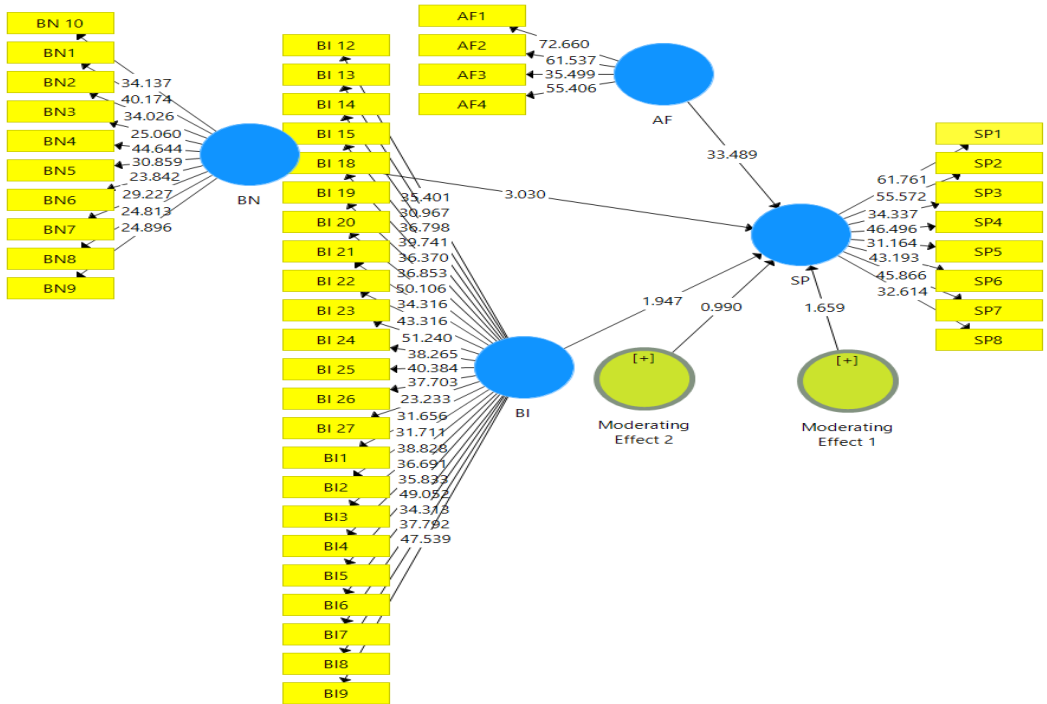 BN 10
BN1
BN2
BN3
BN4
BN5
BN6
BN7
BN8
BN9
34.137
40.174
34.026
25.060
44.644
30.859
23.842
29.227
24.813
24.896
BN
BI 12
BI 13
BI 14
BI 15
BI 18
BI 19
BI 20
BI 21
BI 22
BI 23
BI 24
BI 25
BI 26
BI 27
BI1
BI2
BI3
BI4
BI5
BI6
BI7
BI8
BI9
35.401
30.967
36.798
39.741
36.370
36.853
50.106
34.316
43.316
51.240
38.265
40.384
37.703
23.233
31.656
31.711
38.828
36.691
35.833
49.052
34.313
37.792
47.539
BI
AF1
AF2
AF3
AF4
72.660
61.537
35.499
55.406
AF
33.489
3.030
1.947
0.990
1.659
SP
[+]
Moderating
Effect 2
[+]
Moderating
Effect 1
61.761
55.572
34.337
46.496
31.164
43.193
45.866
32.614
SP1
SP2
SP3
SP4
SP5
SP6
SP7
SP8